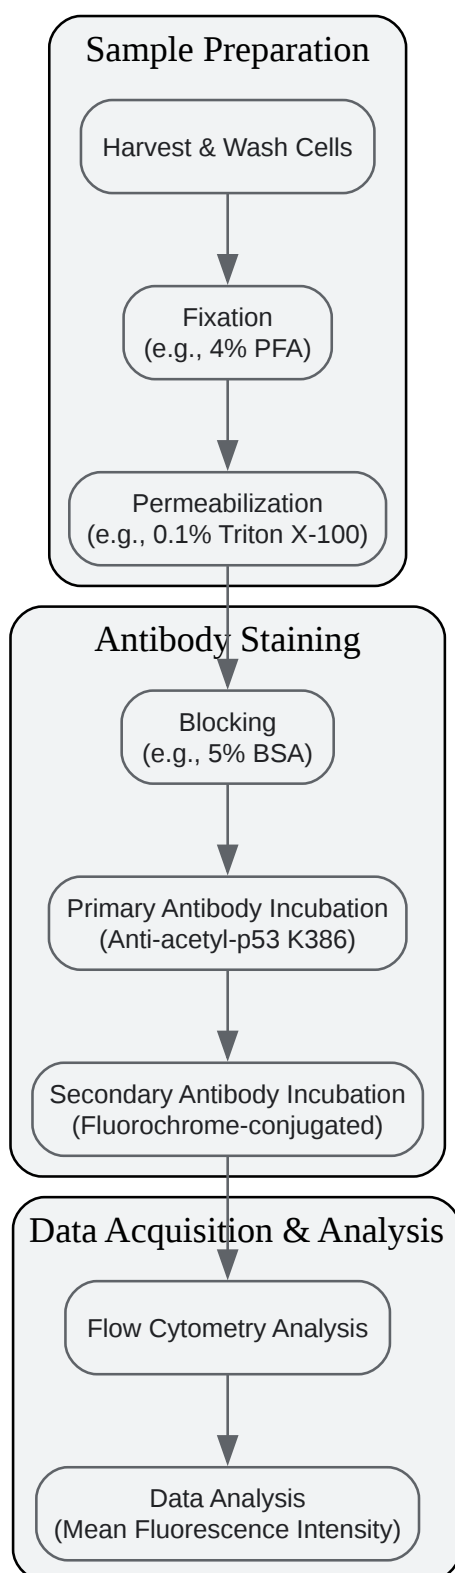 Sample Preparation
Harvest & Wash Cells
Fixation
(e.g., 4% PFA)
Permeabilization
(e.g., 0.1% Triton X-100)
Antibody Staining
Blocking
(e.g., 5% BSA)
Primary Antibody Incubation
(Anti-acetyl-p53 K386)
Secondary Antibody Incubation
(Fluorochrome-conjugated)
Data Acquisition & Analysis
Flow Cytometry Analysis
Data Analysis
(Mean Fluorescence Intensity)